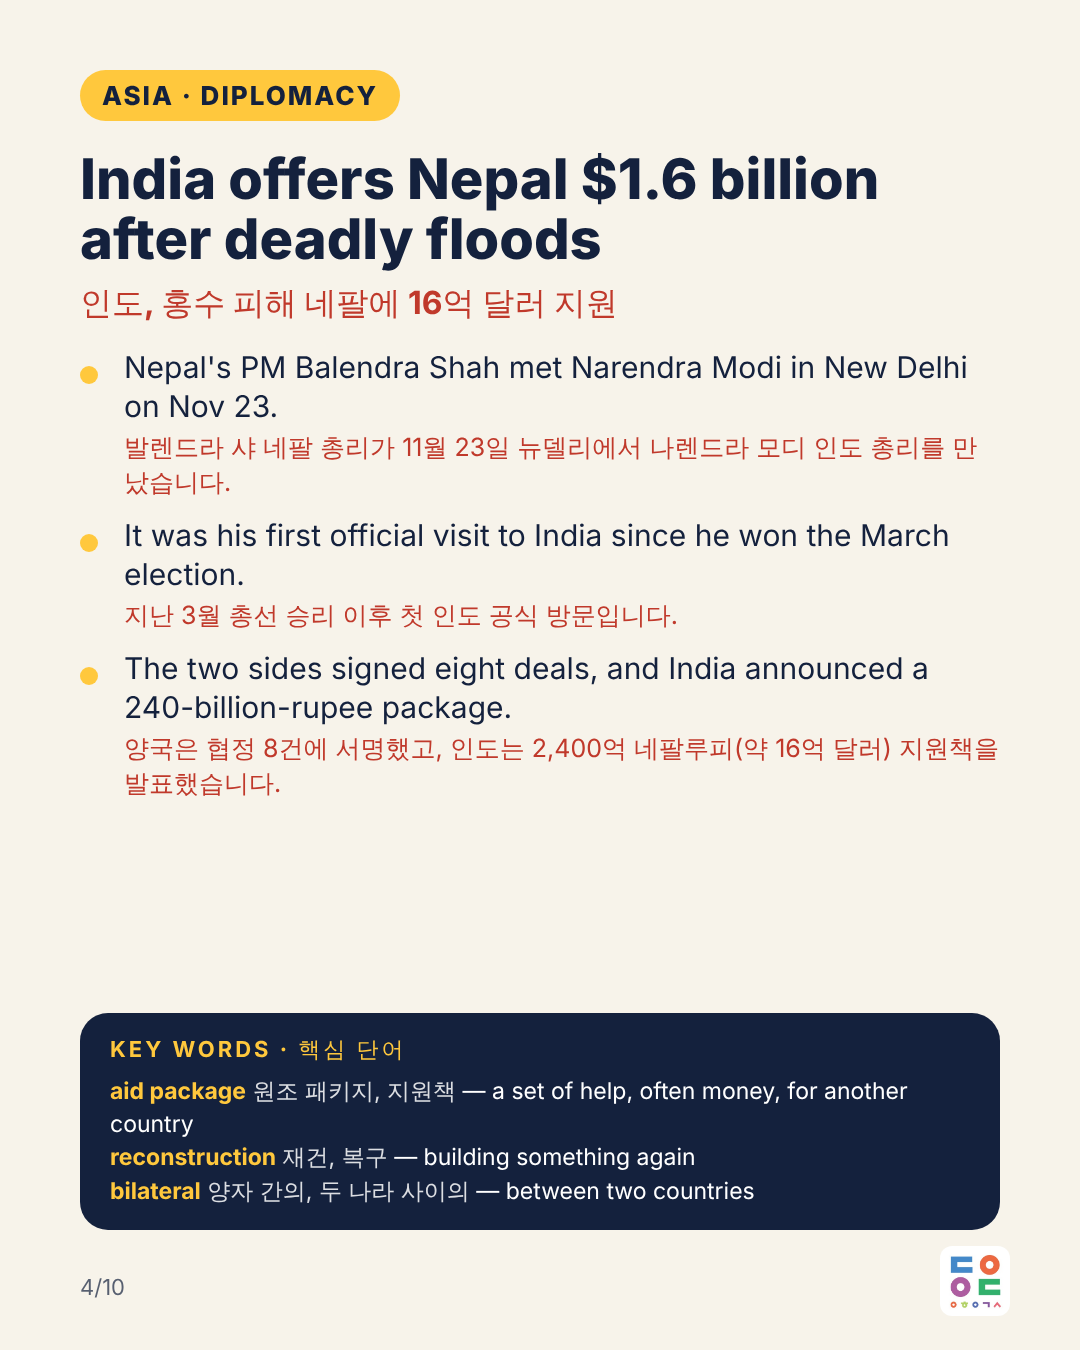 ASIA · DIPLOMACY
India offers Nepal $1.6 billion
after deadly floods
인도, 홍수 피해 네팔에 16억 달러 지원
Nepal's PM Balendra Shah met Narendra Modi in New Delhi
on Nov 23.
발렌드라 샤 네팔 총리가 11월 23일 뉴델리에서 나렌드라 모디 인도 총리를 만
났습니다.
It was his first official visit to India since he won the March
election.
지난 3월 총선 승리 이후 첫 인도 공식 방문입니다.
The two sides signed eight deals, and India announced a
240-billion-rupee package.
양국은 협정 8건에 서명했고, 인도는 2,400억 네팔루피(약 16억 달러) 지원책을
발표했습니다.
KEY WORDS · 핵심 단어
aid package 원조 패키지, 지원책 — a set of help, often money, for another
country
reconstruction 재건, 복구 — building something again
bilateral 양자 간의, 두 나라 사이의 — between two countries
4/10